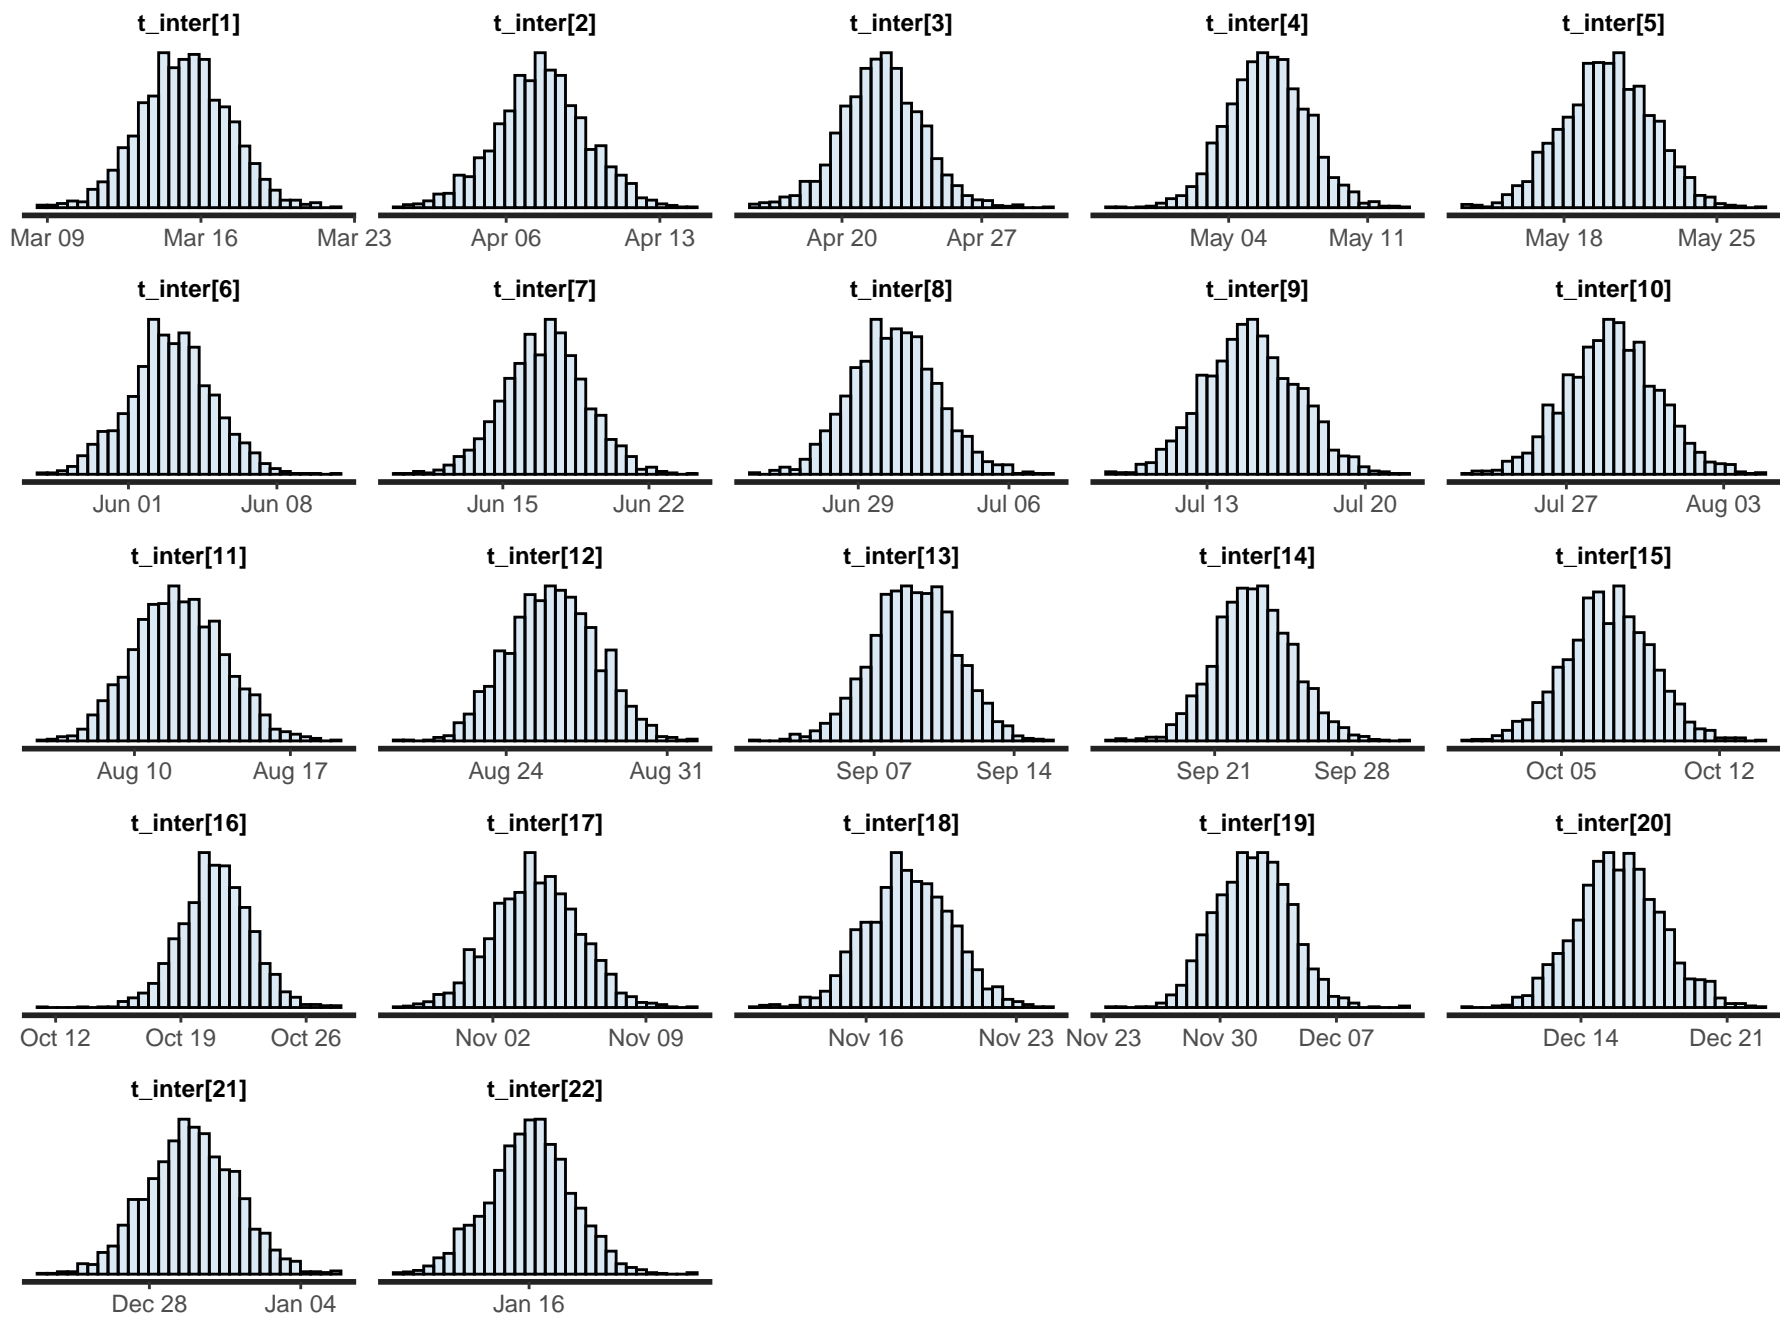 t_inter[1] t_inter[2] t_inter[3] t_inter[4] t_inter[5]
Mar 09 Mar 16 Mar 23 Apr 06 Apr 13 Apr 20 Apr 27 May 04 May 11 May 18 May 25
t_inter[6] t_inter[7] t_inter[8] t_inter[9] t_inter[10]
Jun 01 Jun 08 Jun 15 Jun 22 Jun 29 Jul 06 Jul 13 Jul 20 Jul 27 Aug 03
t_inter[11] t_inter[12] t_inter[13] t_inter[14] t_inter[15]
Aug 10 Aug 17 Aug 24 Aug 31 Sep 07 Sep 14 Sep 21 Sep 28 Oct 05 Oct 12
t_inter[16] t_inter[17] t_inter[18] t_inter[19] t_inter[20]
Oct 12 Oct 19 Oct 26 Nov 02 Nov 09 Nov 16 Nov 23 Nov 23 Nov 30 Dec 07 Dec 14 Dec 21
t_inter[21] t_inter[22]
Dec 28 Jan 04 Jan 16